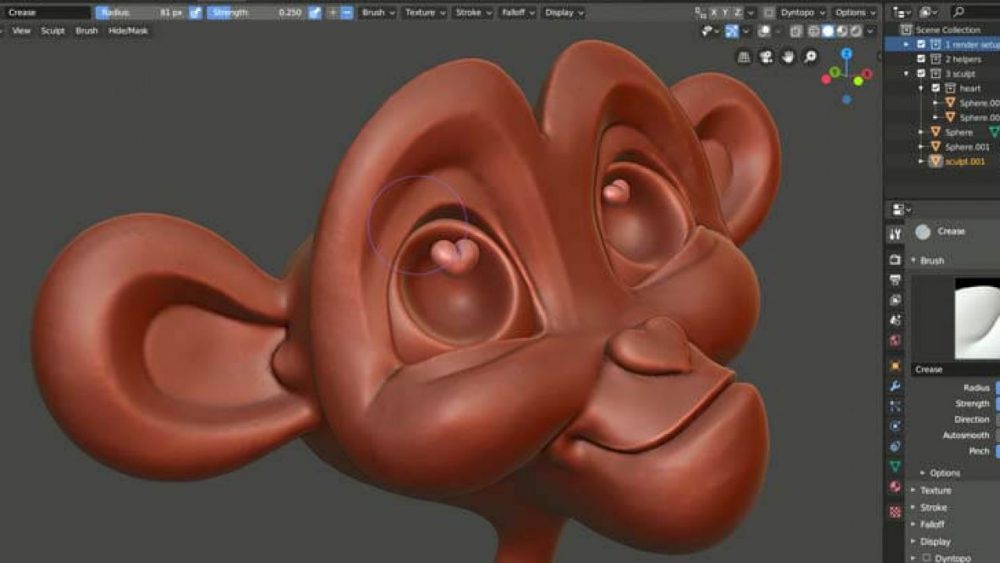 Crease Radius: 81 px Strength: 0.250 + − Brush Texture Stroke Falloff Display X Y Z Dyntopo Options
View Sculpt Brush Hide/Mask
Z
Scene Collection
1 render setup
2 helpers
3 sculpt
heart
Sphere.00
Sphere.00
Sphere
Sphere.001
sculpt.001
Crease
Brush
Crease
Radius
Strength
Direction
Autosmooth
Pinch
Options
Texture
Stroke
Falloff
Display
Dyntopo